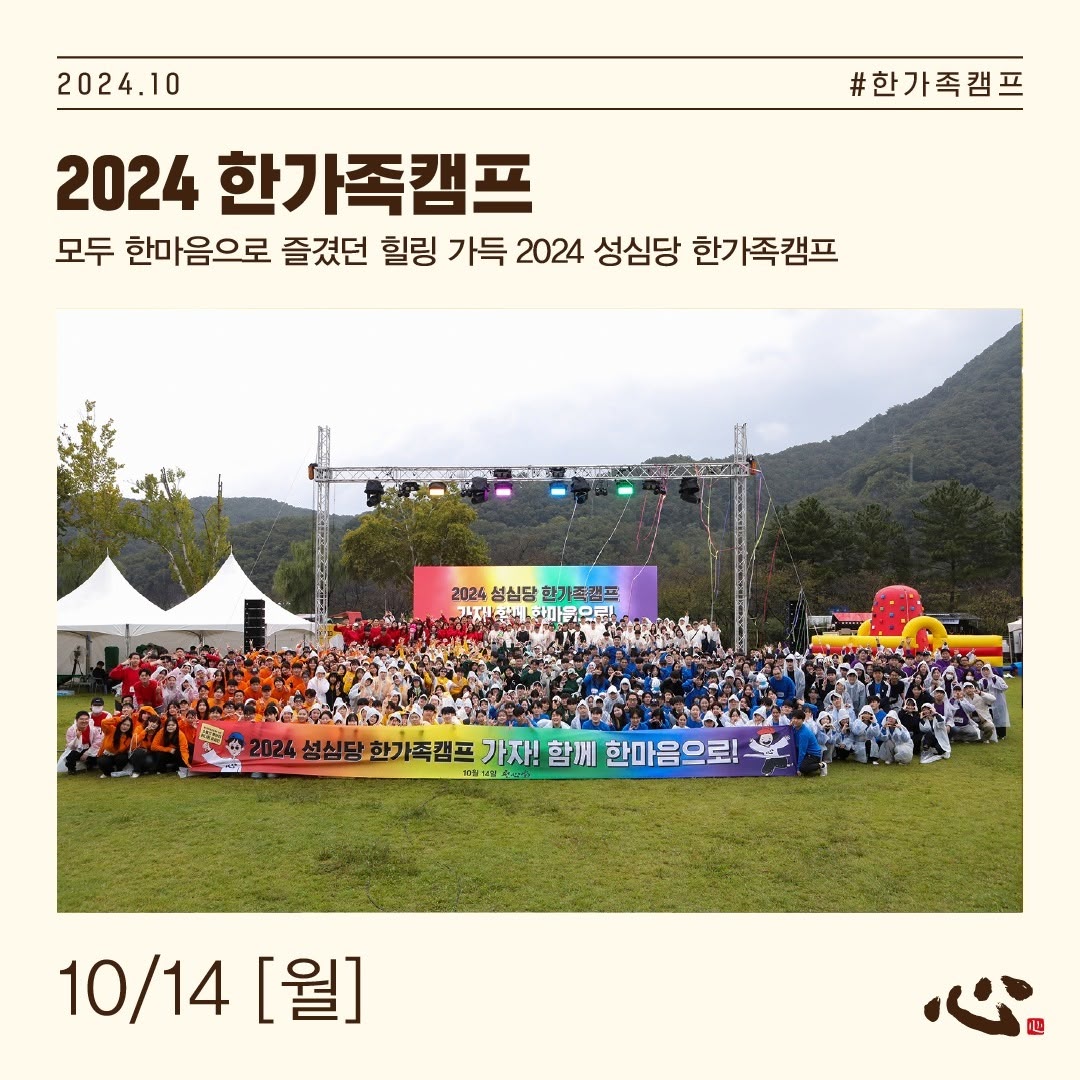 2024.10
#한가족캠프
2024 한가족캠프
모두 한마음으로 즐겼던 힐링 가득 2024 성심당 한가족캠프
2024 성심당 한가족캠프
가자! 함께 한마음으로!
2024 성심당 한가족캠프 가자! 함께 한마음으로!
10월 14일
10/14 [월]
心
心